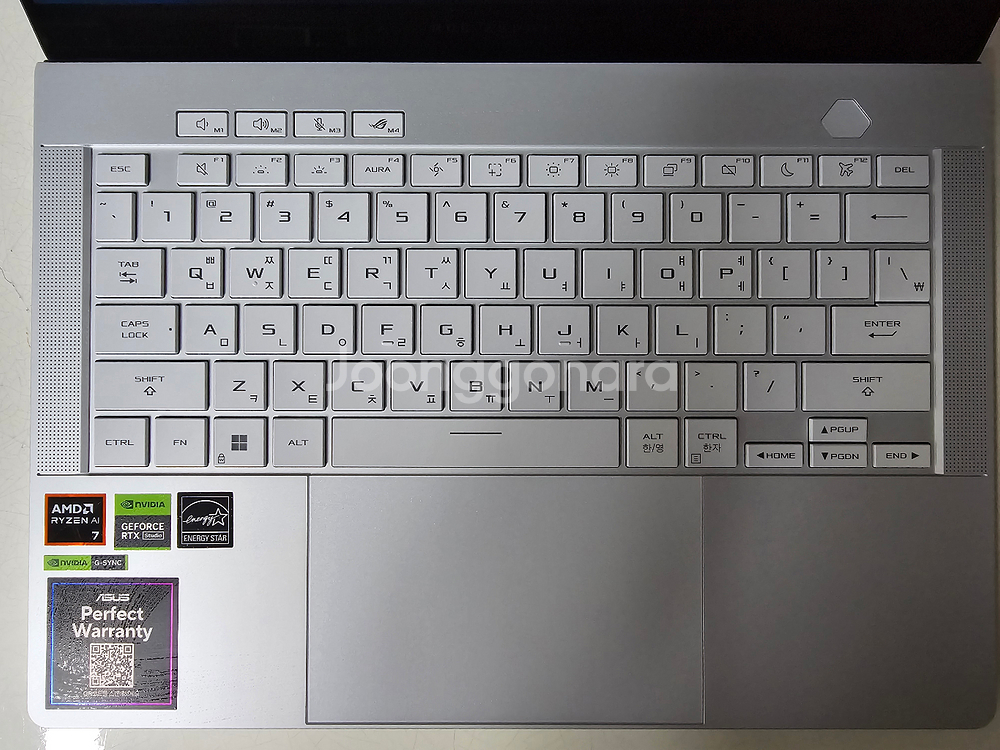 M1 M2 M3 M4
ESC F1 F2 F3 AURA F4 F5 F6 F7 F8 F9 F10 F11 F12 DEL
~ ` ! 1 @ 2 # 3 $ 4 % 5 ^ 6 & 7 * 8 ( 9 ) 0 _ - + =
TAB Q ㅃ ㅂ W ㅉ ㅈ E ㄸ ㄷ R ㄲ ㄱ T ㅆ ㅅ Y ㅛ U ㅕ I ㅑ O ㅒ ㅐ P ㅖ ㅔ { [ } ] | \ ₩
CAPS LOCK A ㅁ S ㄴ D ㅇ F ㄹ G ㅎ H ㅗ J ㅓ K ㅏ L ㅣ : ; " ' ENTER
Joonggonara
SHIFT Z ㅋ X ㅌ C ㅊ V ㅍ B ㅠ N ㅜ M ㅡ < , > . ? / SHIFT
CTRL FN ALT ALT 한/영 CTRL 한자 ◀HOME ▲PGUP ▼PGDN END▶
AMD
RYZEN AI
7
NVIDIA
GEFORCE
RTX Studio
energy
ENERGY STAR
NVIDIA G-SYNC
ASUS
Perfect
Warranty